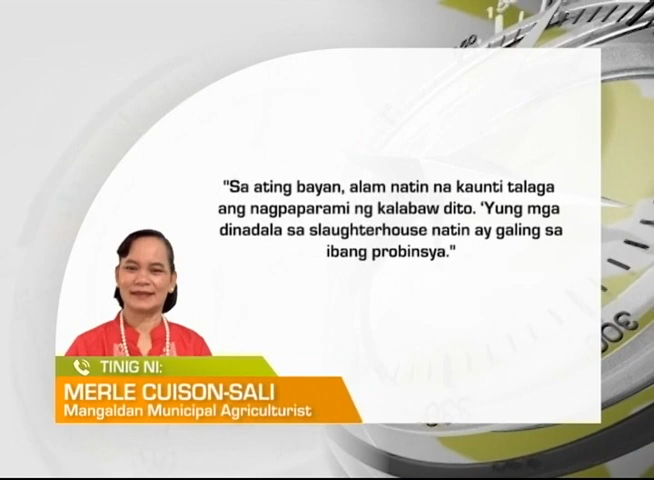 "Sa ating bayan, alam natin na kaunti talaga
ang nagpaparami ng kalabaw dito. 'Yung mga
dinadala sa slaughterhouse natin ay galing sa
ibang probinsya."
TINIG NI:
MERLE CUISON-SALI
Mangaldan Municipal Agriculturist